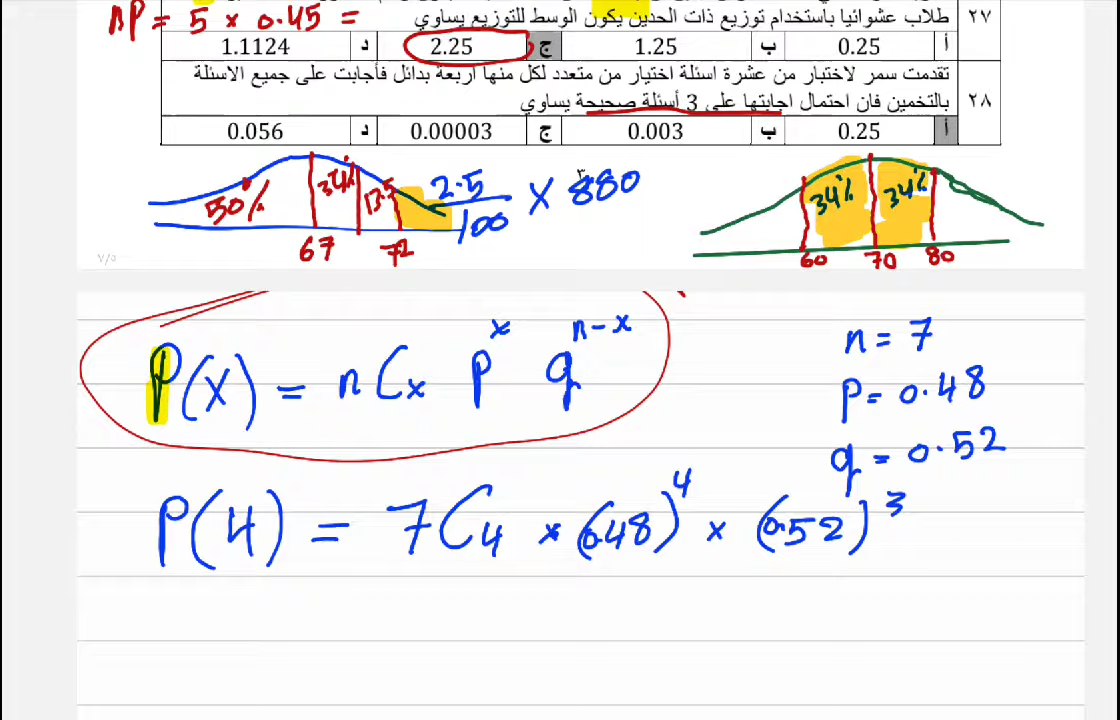 nP = 5 x 0.45 =
٢٧ طلاب عشوائيا باستخدام توزيع ذات الحدين يكون الوسط للتوزيع يساوي
أ 0.25 ب 1.25 ج 2.25 د 1.1124
تقدمت سمر لاختبار من عشرة اسئلة اختيار من متعدد لكل منها اربعة بدائل فأجابت على جميع الاسئلة
٢٨ بالتخمين فان احتمال اجابتها على 3 أسئلة صحيحة يساوي
أ 0.25 ب 0.003 ج 0.00003 د 0.056
50% 34% 13.5 2.5/100 X 880
67 72
34% 34%
60 70 80
٧/٥
P(X) = nCx p^x q^n-x
n = 7
P = 0.48
q = 0.52
P(4) = 7C4 × (0.48)^4 × (0.52)^3